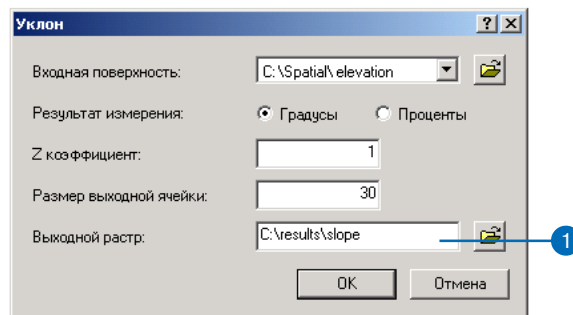 Уклон
Входная поверхность: C:\Spatial\ elevation
Результат измерения: Градусы Проценты
Z коэффициент: 1
Размер выходной ячейки: 30
Выходной растр: C:\results\slope
1
OK Отмена